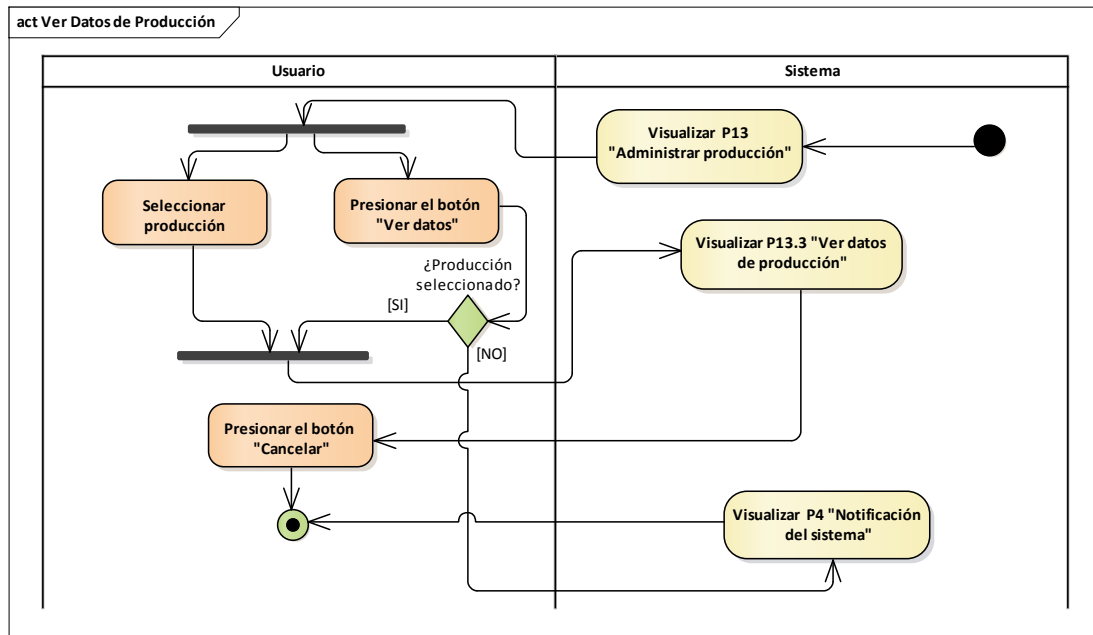 act Ver Datos de Producción
Usuario
Sistema
Visualizar P13
"Administrar producción"
Seleccionar
producción
Presionar el botón
"Ver datos"
Visualizar P13.3 "Ver datos
de producción"
¿Producción
seleccionado?
[SI]
[NO]
Presionar el botón
"Cancelar"
Visualizar P4 "Notificación
del sistema"